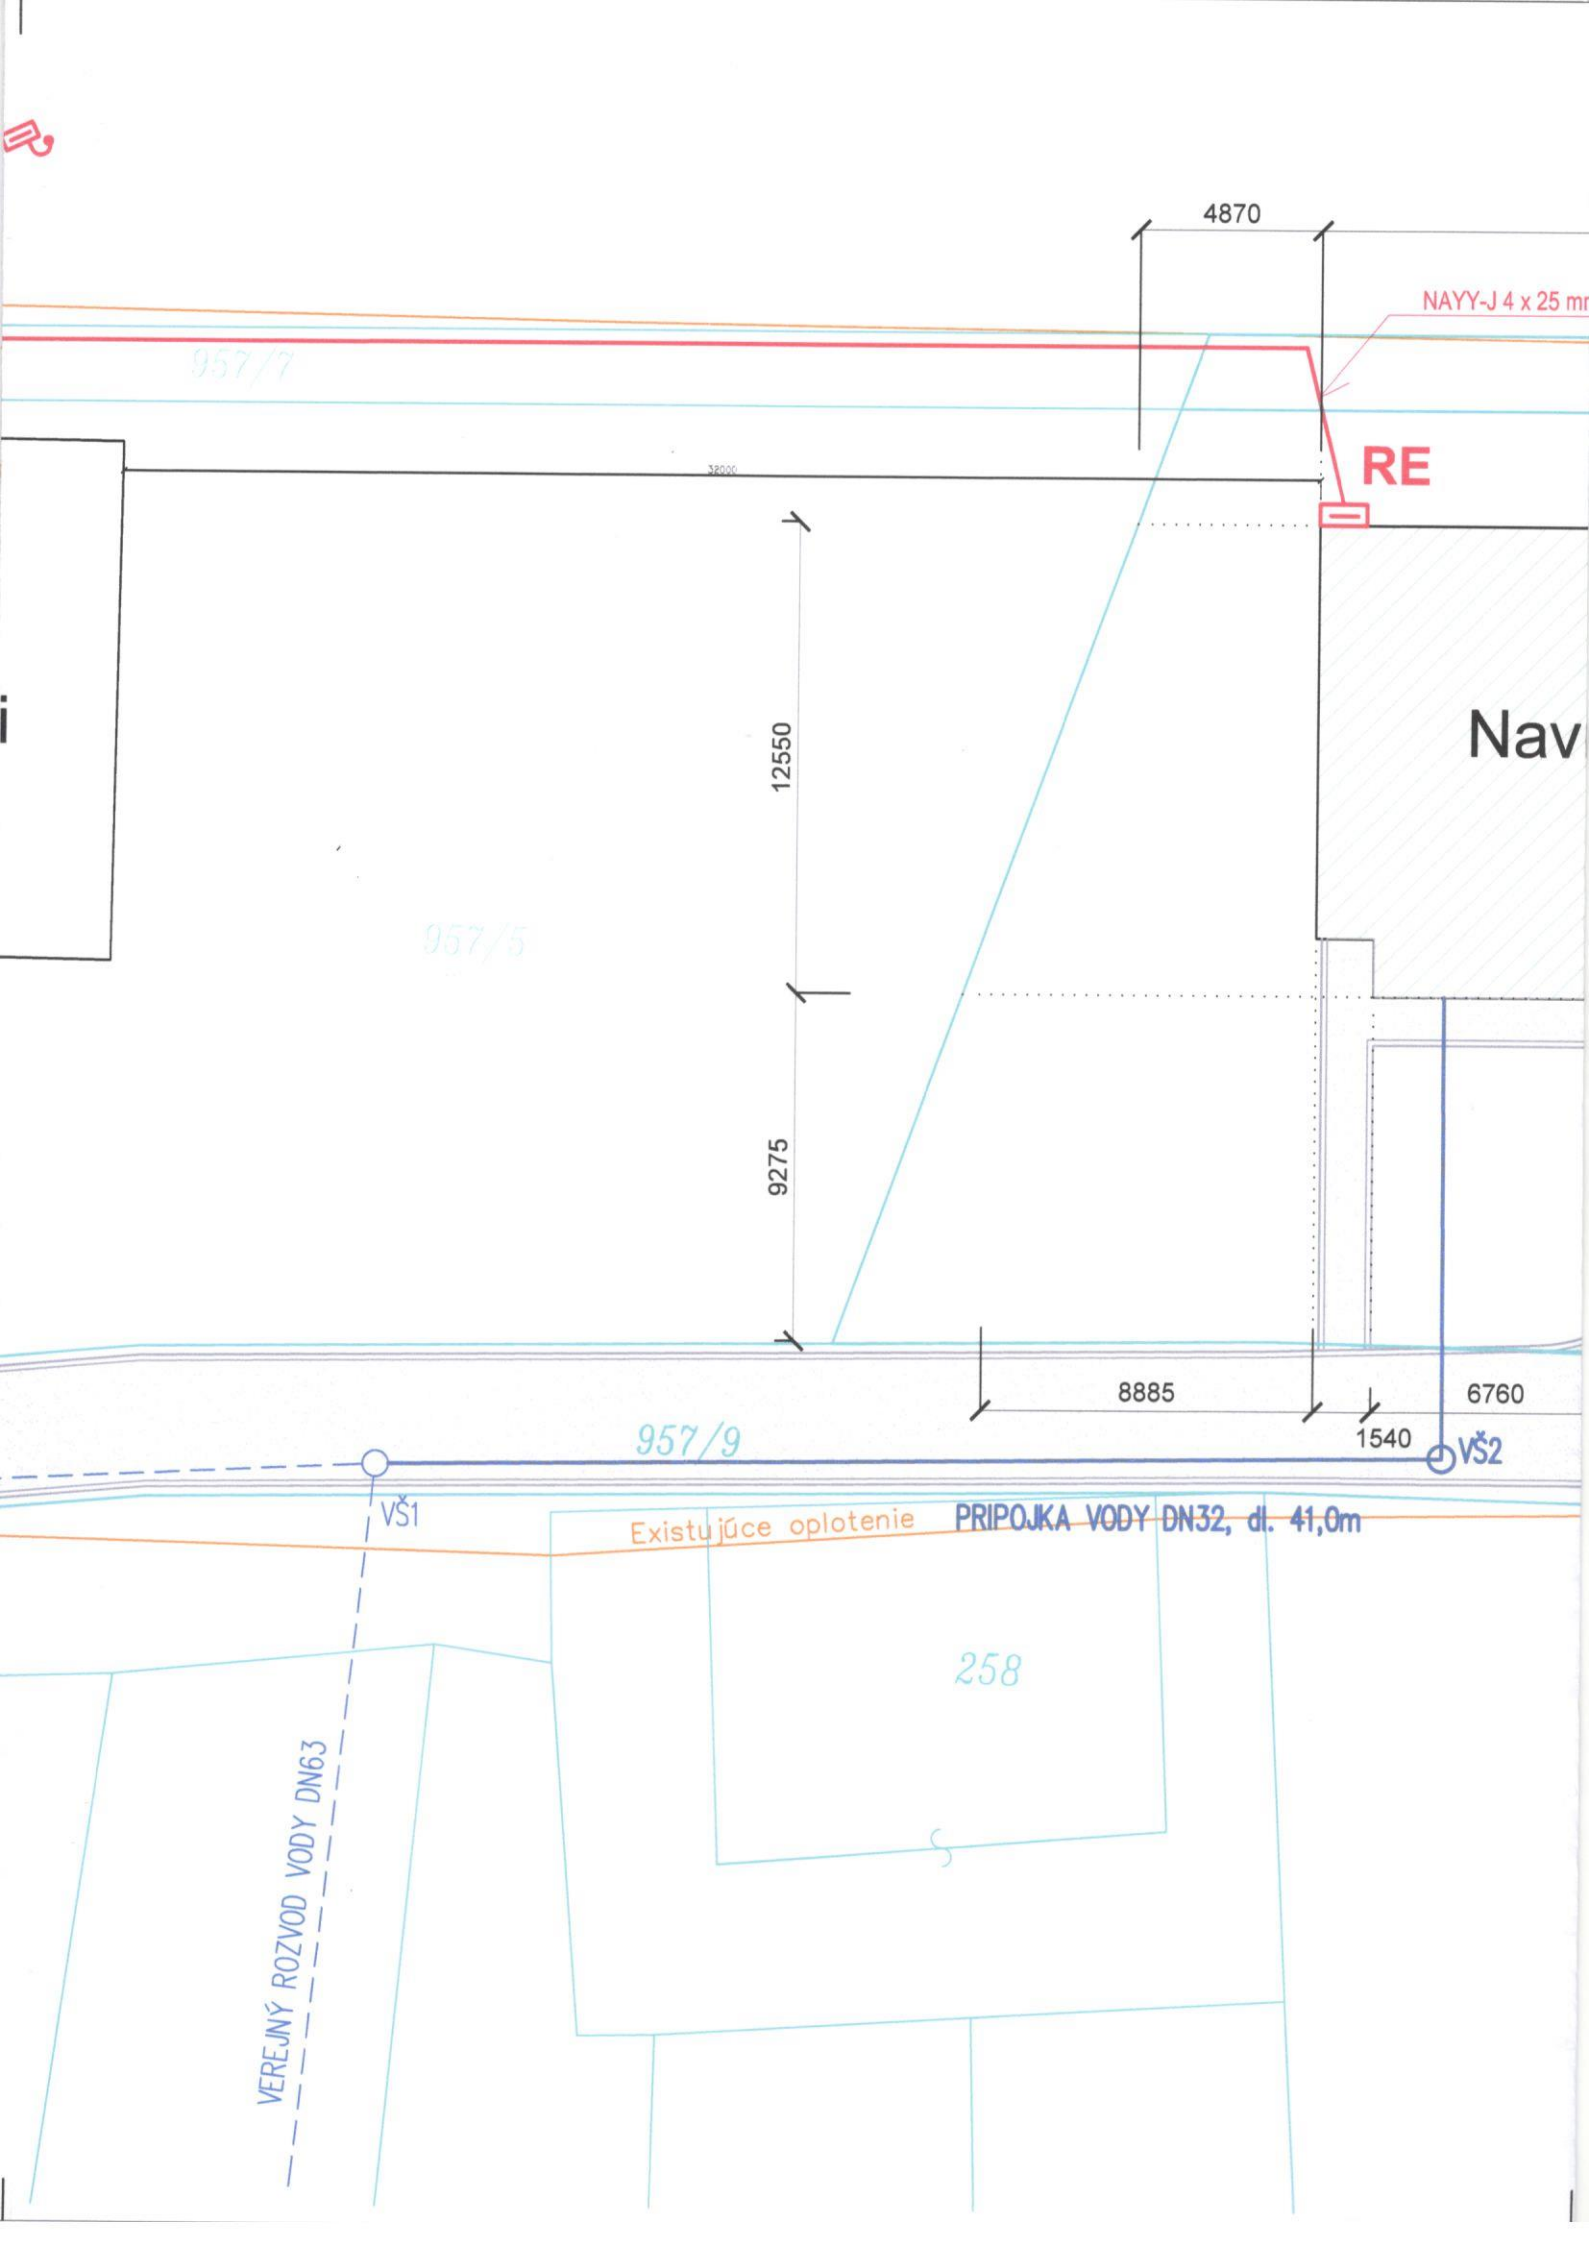 4870
NAYY-J 4 x 25 mm
957/7
32000
RE
12550
Nav
i
957/5
9275
8885
6760
957/9
1540
VŠ2
VŠ1
Existujúce oplotenie
PRIPOJKA VODY DN32, dl. 41,0m
258
VEREJNÝ ROZVOD VODY DN63